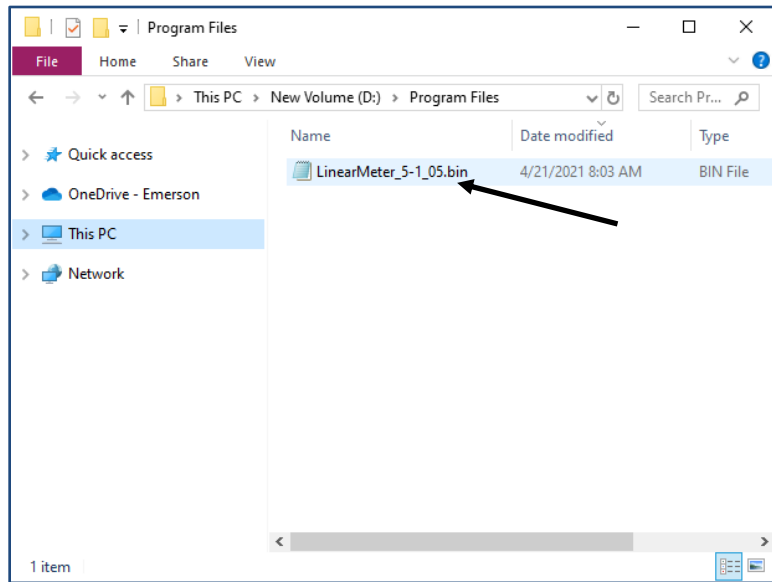 Program Files
File Home Share View
This PC > New Volume (D:) > Program Files
Search Pr...
Name Date modified Type
Quick access
LinearMeter_5-1_05.bin 4/21/2021 8:03 AM BIN File
OneDrive - Emerson
This PC
Network
1 item